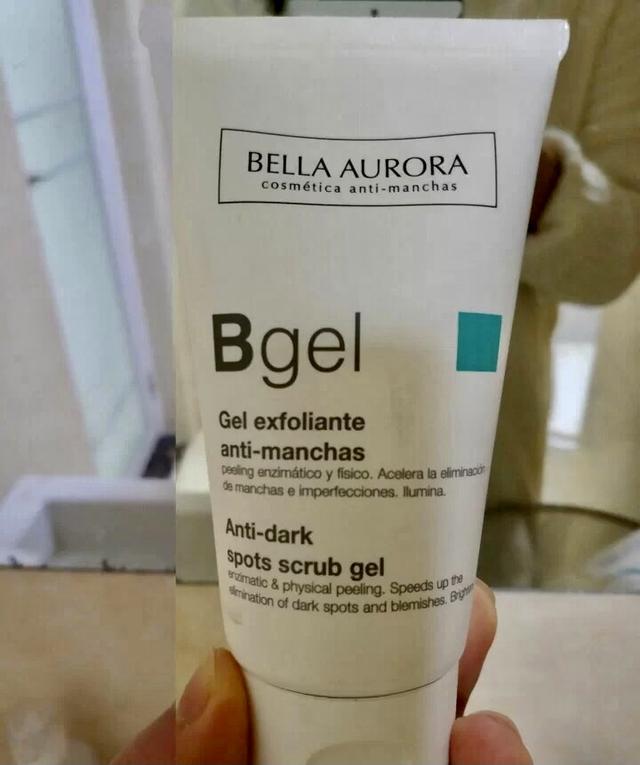 BELLA AURORA
cosmética anti-manchas
Bgel
Gel exfoliante
anti-manchas
peeling enzimático y físico. Acelera la eliminación
de manchas e imperfecciones. Ilumina.
Anti-dark
spots scrub gel
enzimatic & physical peeling. Speeds up the
elimination of dark spots and blemishes.